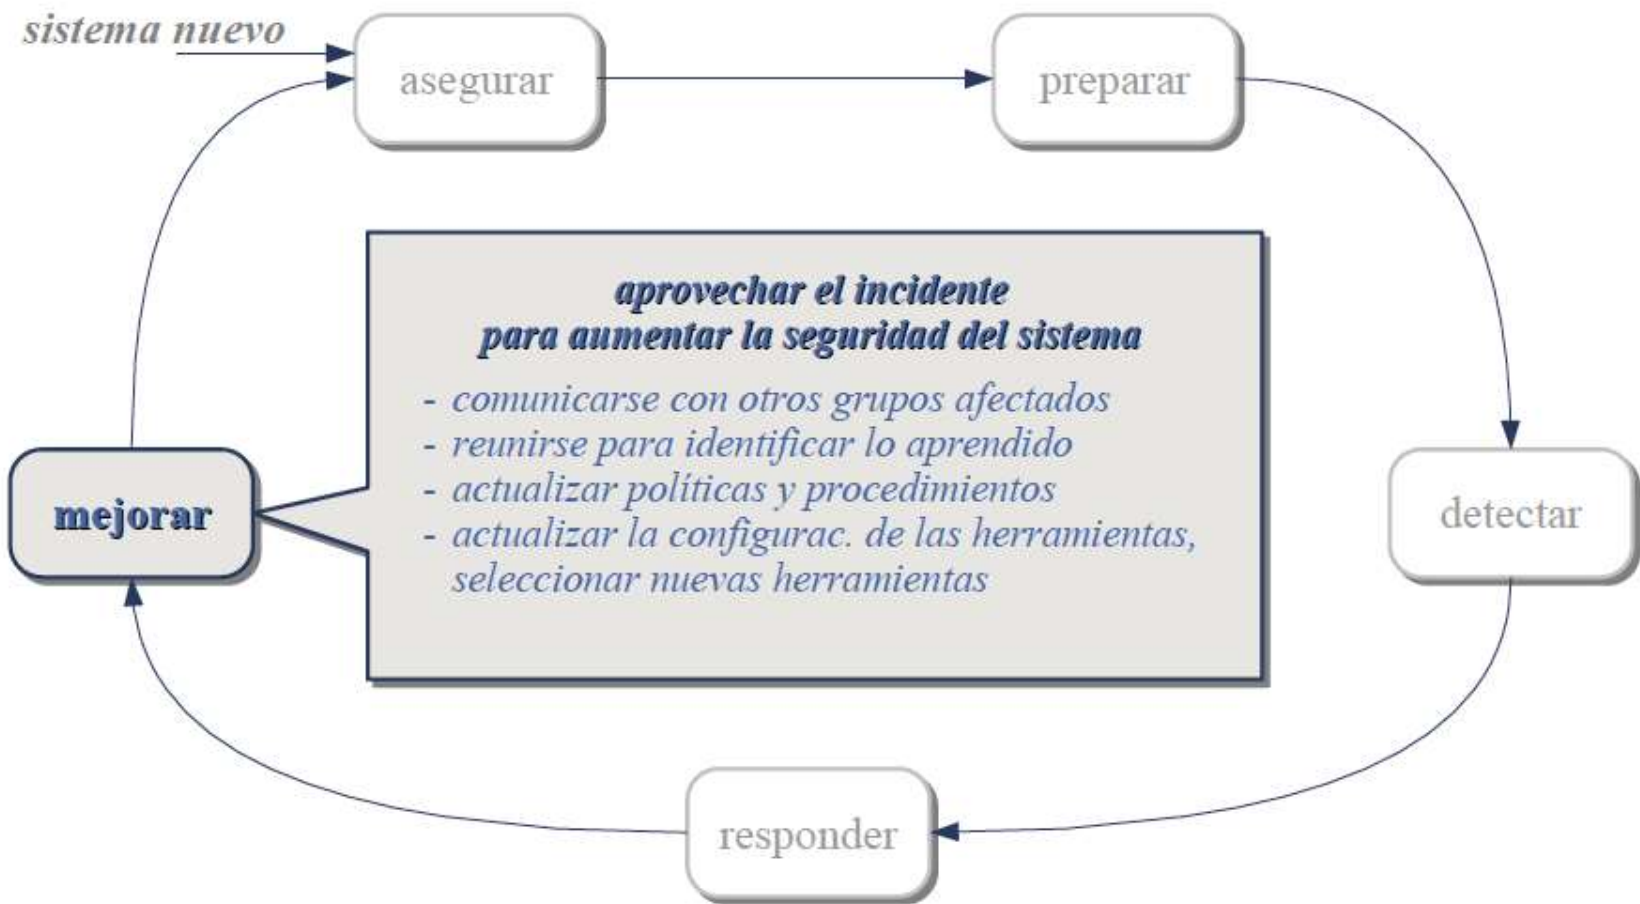 sistema nuevo
asegurar
preparar
aprovechar el incidente
para aumentar la seguridad del sistema
- comunicarse con otros grupos afectados
- reunirse para identificar lo aprendido
- actualizar políticas y procedimientos
- actualizar la configurac. de las herramientas,
seleccionar nuevas herramientas
mejorar
detectar
responder